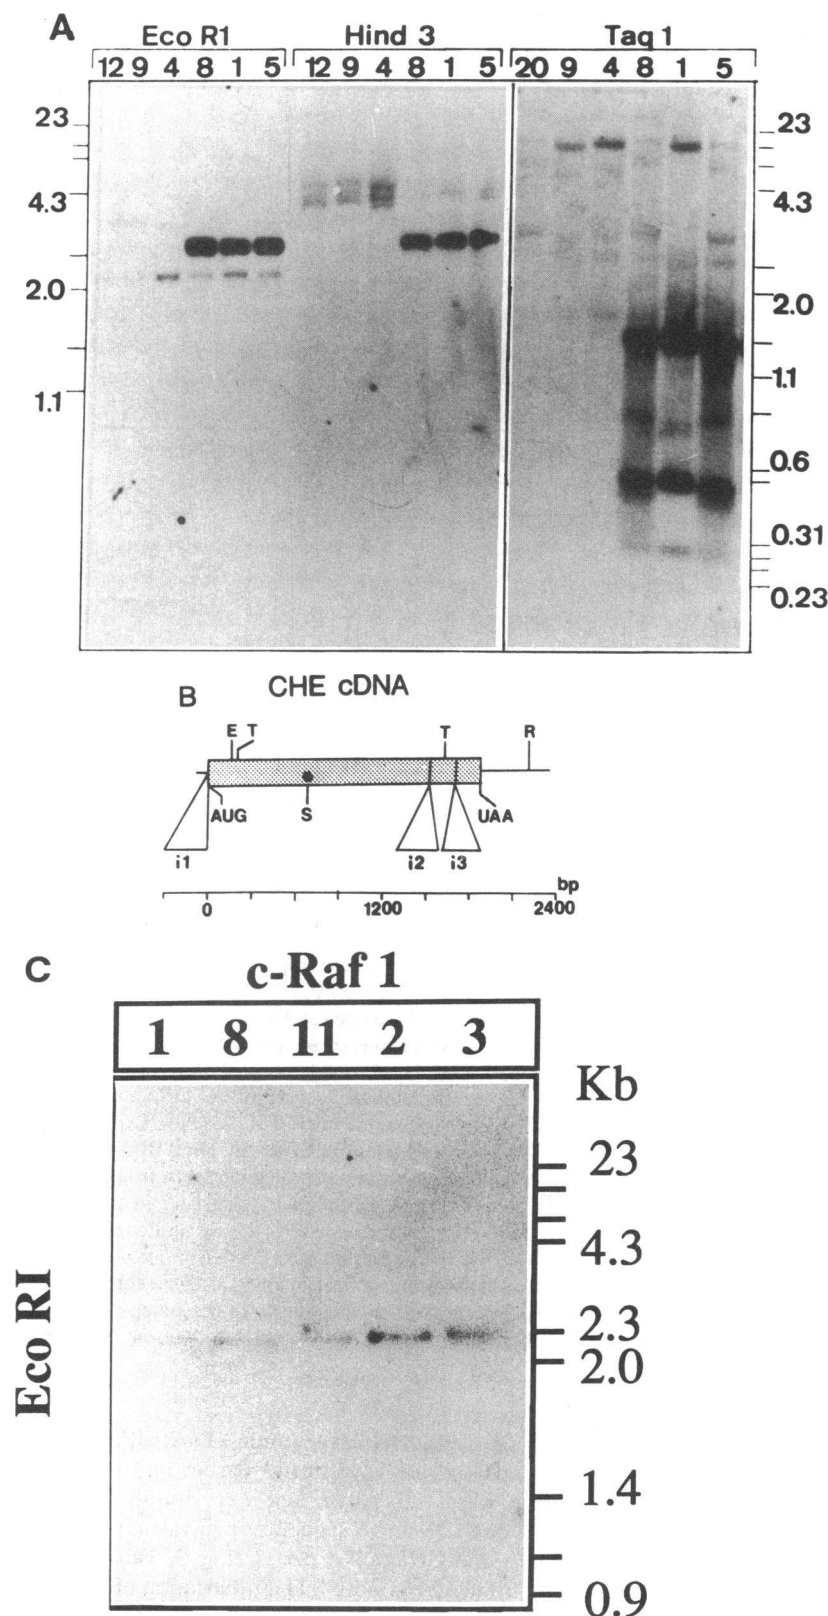 A
Eco R1 Hind 3 Taq 1
12 9 4 8 1 5 12 9 4 8 1 5 20 9 4 8 1 5
23 23
4.3 4.3
2.0 2.0
1.1 1.1
0.6
0.31
0.23
B CHE cDNA
E T T R
AUG S UAA
i1 i2 i3
bp
0 1200 2400
C c-Raf 1
1 8 11 2 3
Kb
23
4.3
2.3
2.0
1.4
0.9
Eco RI